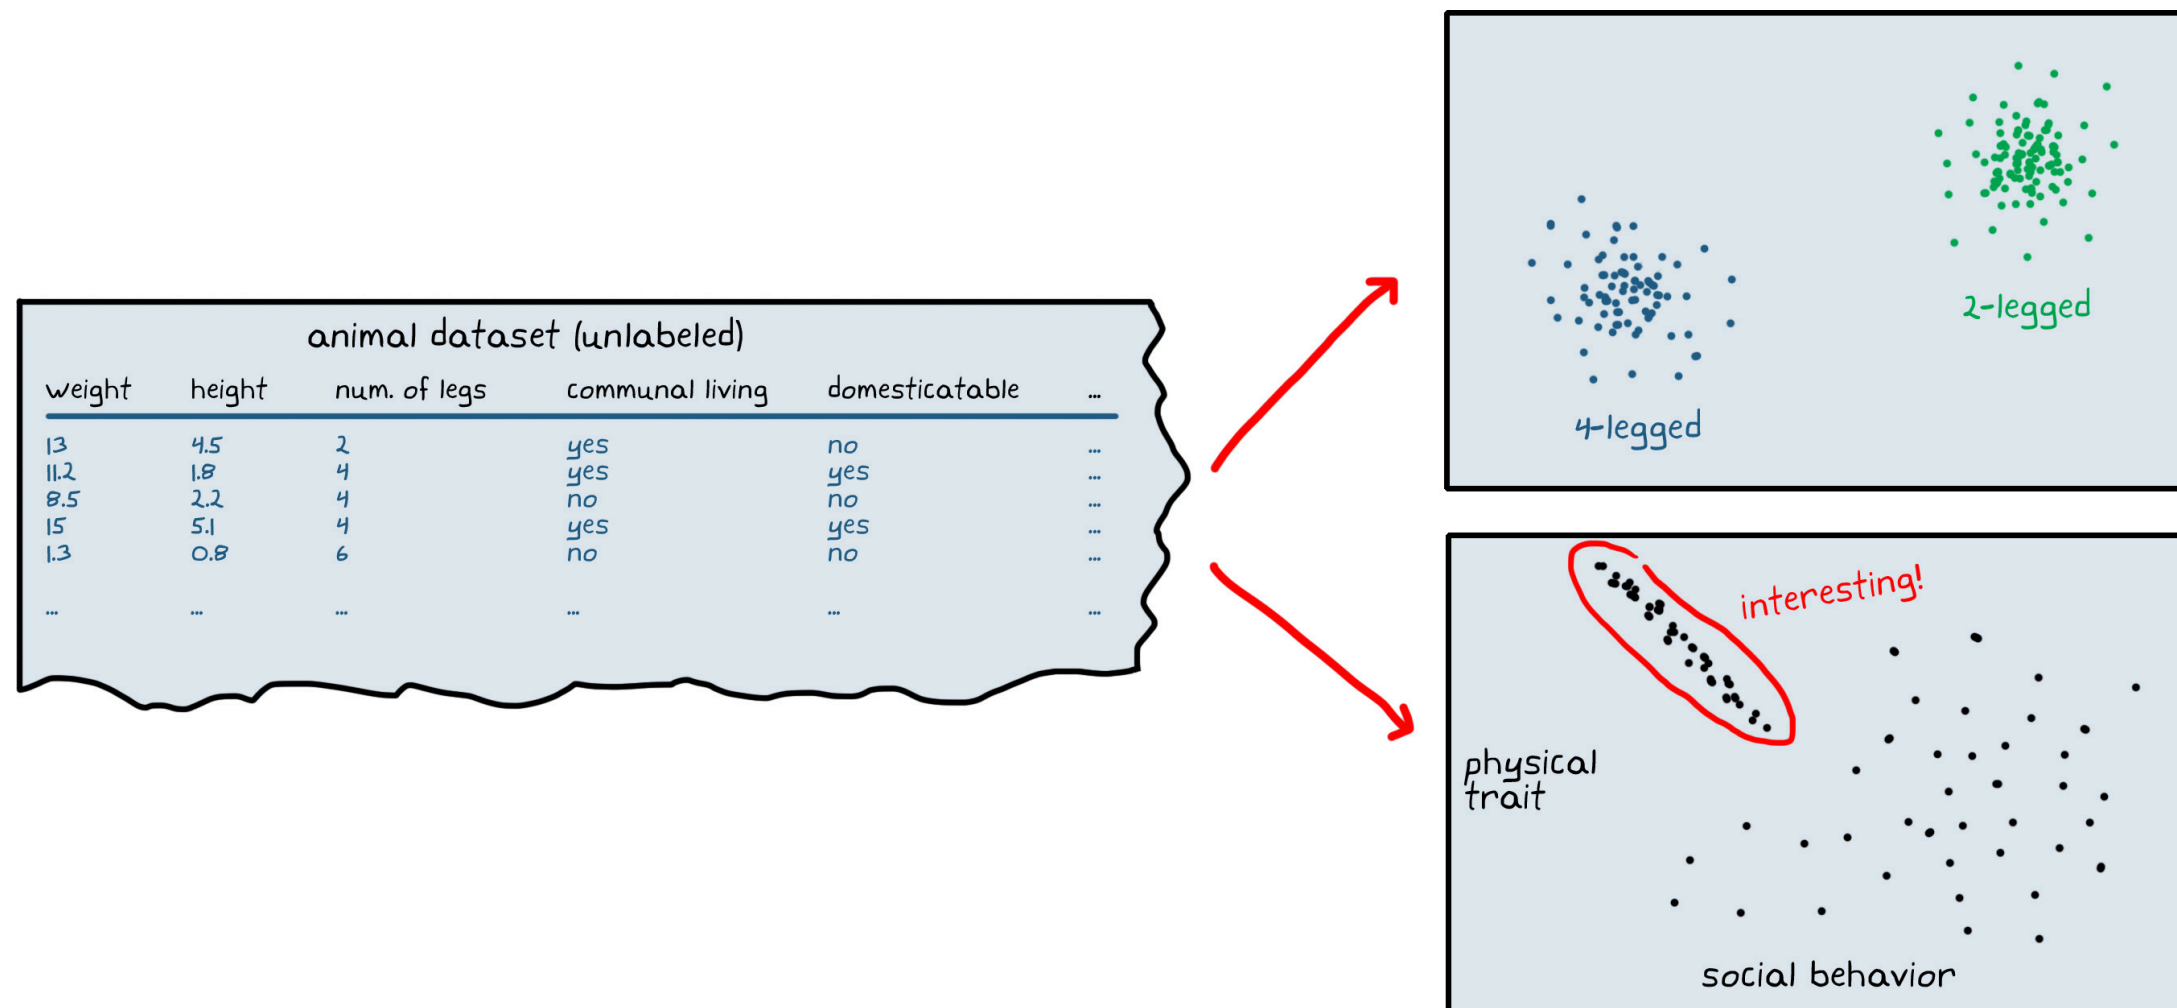 animal dataset (unlabeled)
weight height num. of legs communal living domesticatable ...
13 4.5 2 yes no ...
11.2 1.8 4 yes yes ...
8.5 2.2 4 no no ...
15 5.1 4 yes yes ...
1.3 0.8 6 no no ...
... ... ... ... ... ...
2-legged
4-legged
interesting!
physical
trait
social behavior